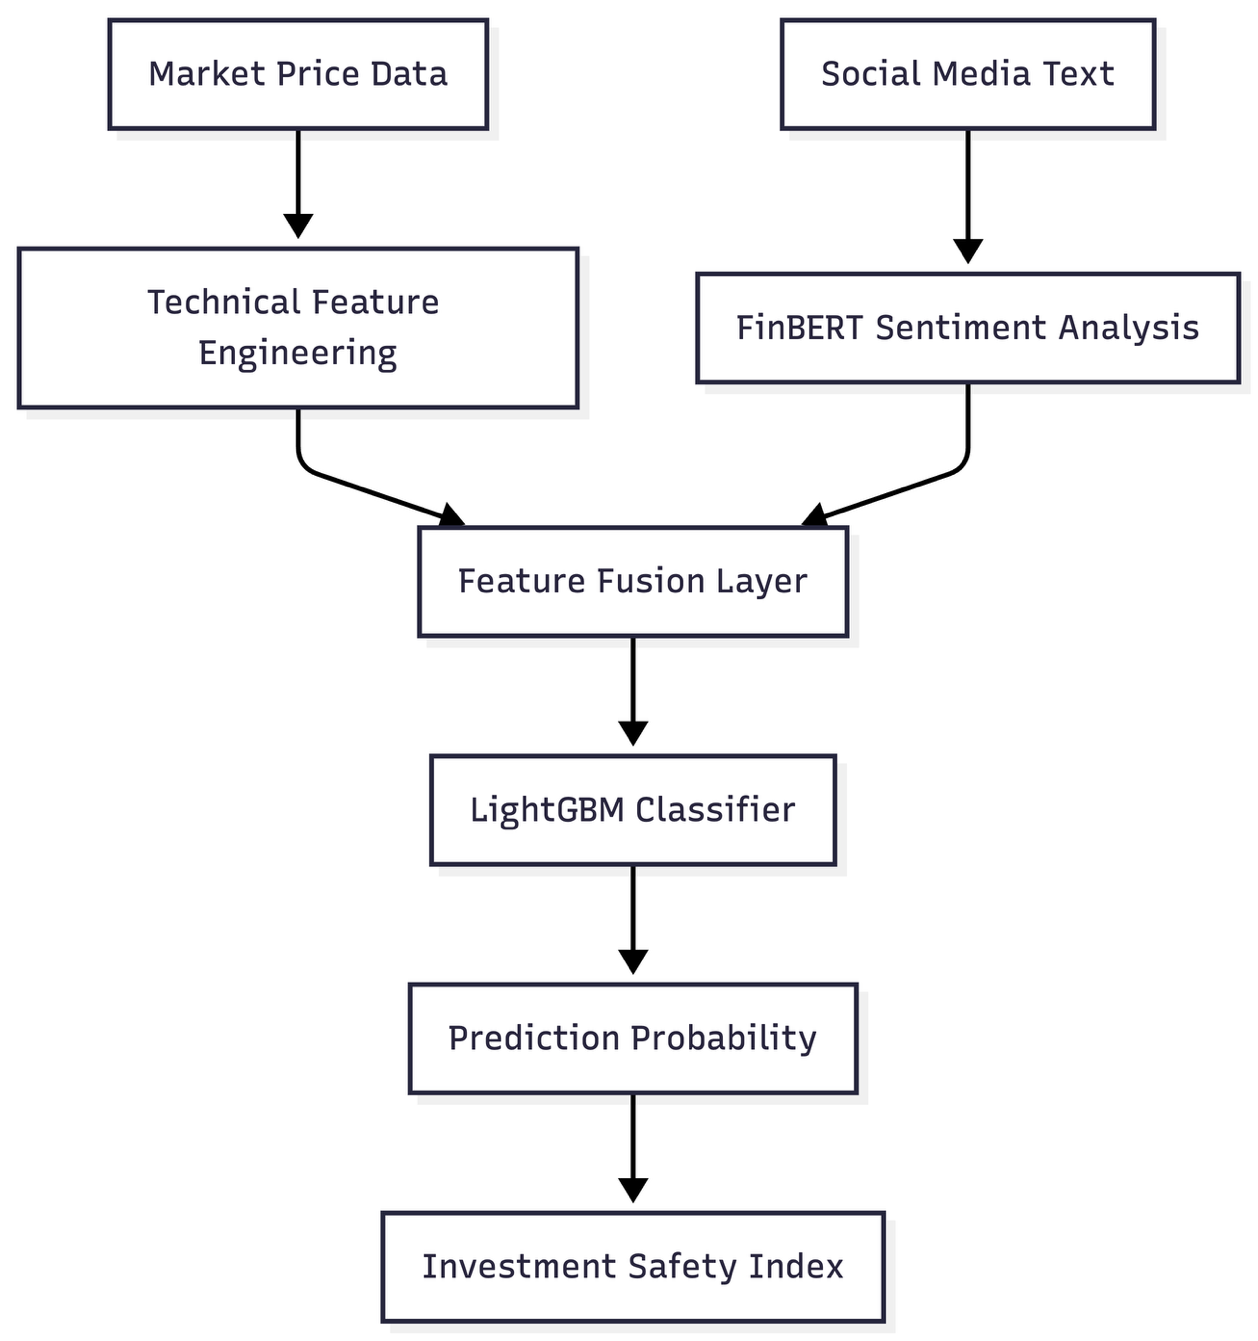 Market Price Data
Social Media Text
Technical Feature
Engineering
FinBERT Sentiment Analysis
Feature Fusion Layer
LightGBM Classifier
Prediction Probability
Investment Safety Index